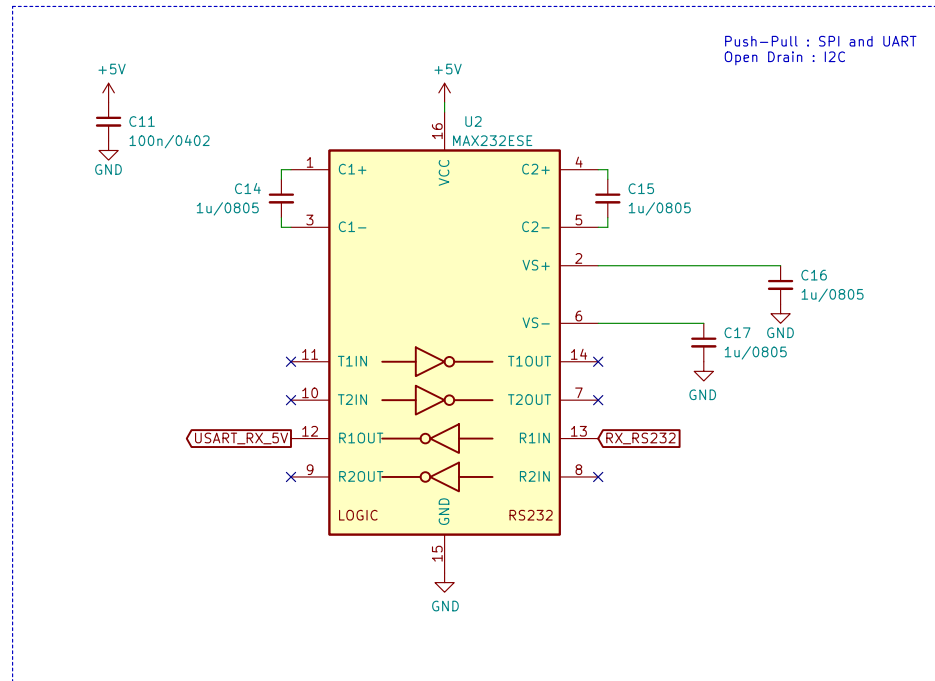 Push-Pull : SPI and UART
Open Drain : I2C
+5V
C11
100n/0402
GND
+5V
U2
MAX232ESE
16
VCC
1
C1+
C2+
4
C14
1u/0805
C15
1u/0805
3
C1-
C2-
5
VS+
2
C16
1u/0805
GND
VS-
6
C17
1u/0805
GND
11
T1IN
T1OUT
14
10
T2IN
T2OUT
7
USART_RX_5V
12
R1OUT
R1IN
13
RX_RS232
9
R2OUT
R2IN
8
LOGIC
GND
RS232
15
GND